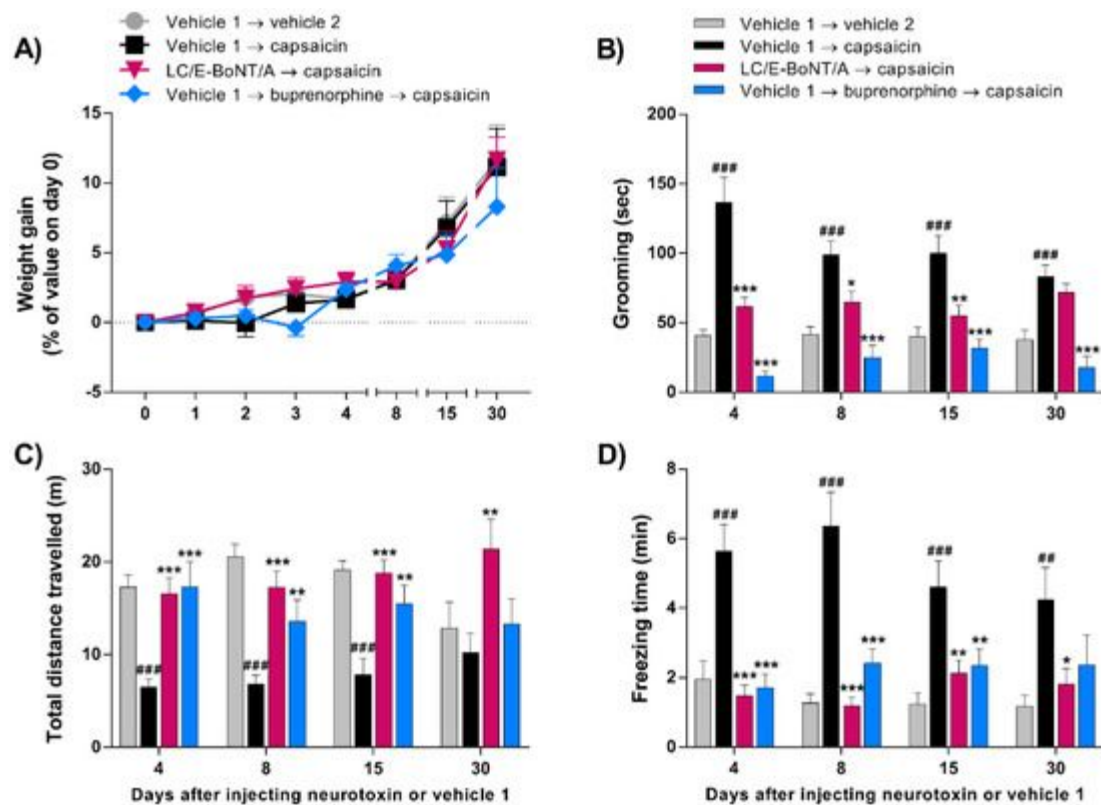 A)
Vehicle 1 → vehicle 2
Vehicle 1 → capsaicin
LC/E-BoNT/A → capsaicin
Vehicle 1 → buprenorphine → capsaicin
Weight gain
(% of value on day 0)
15
10
5
0
-5
0 1 2 3 4 8 15 30
B)
Vehicle 1 → vehicle 2
Vehicle 1 → capsaicin
LC/E-BoNT/A → capsaicin
Vehicle 1 → buprenorphine → capsaicin
Grooming (sec)
200
150
100
50
0
### *** ***
### * ***
### ** ***
### ***
4 8 15 30
C)
Total distance travelled (m)
30
20
10
0
### *** ***
### *** **
### *** **
**
4 8 15 30
Days after injecting neurotoxin or vehicle 1
D)
Freezing time (min)
8
6
4
2
0
### *** ***
### *** ***
### ** **
## *
4 8 15 30
Days after injecting neurotoxin or vehicle 1